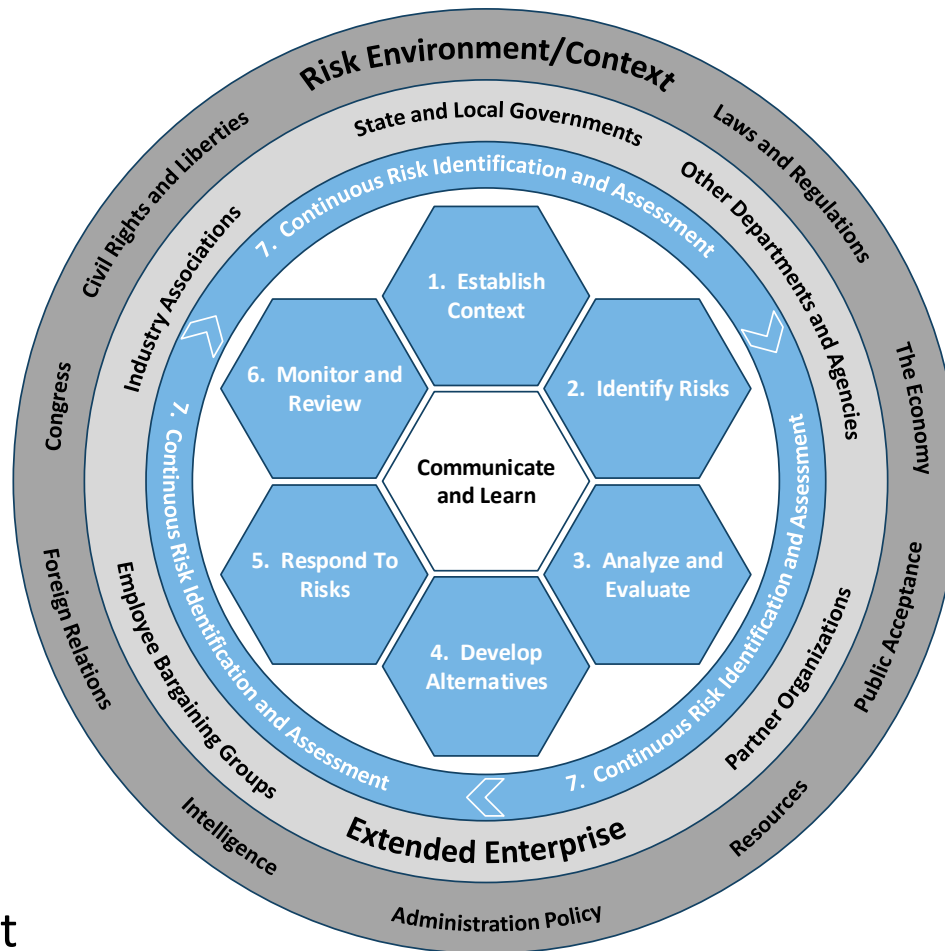 Risk Environment/Context
Laws and Regulations
The Economy
Public Acceptance
Resources
Administration Policy
Intelligence
Foreign Relations
Congress
Civil Rights and Liberties
State and Local Governments
Other Departments and Agencies
Partner Organizations
Extended Enterprise
Employee Bargaining Groups
Industry Associations
7. Continuous Risk Identification and Assessment
7. Continuous Risk Identification and Assessment
7. Continuous Risk Identification and Assessment
7. Continuous Risk Identification and Assessment
1. Establish
Context
2. Identify Risks
3. Analyze and
Evaluate
4. Develop
Alternatives
5. Respond To
Risks
6. Monitor and
Review
Communicate
and Learn
t